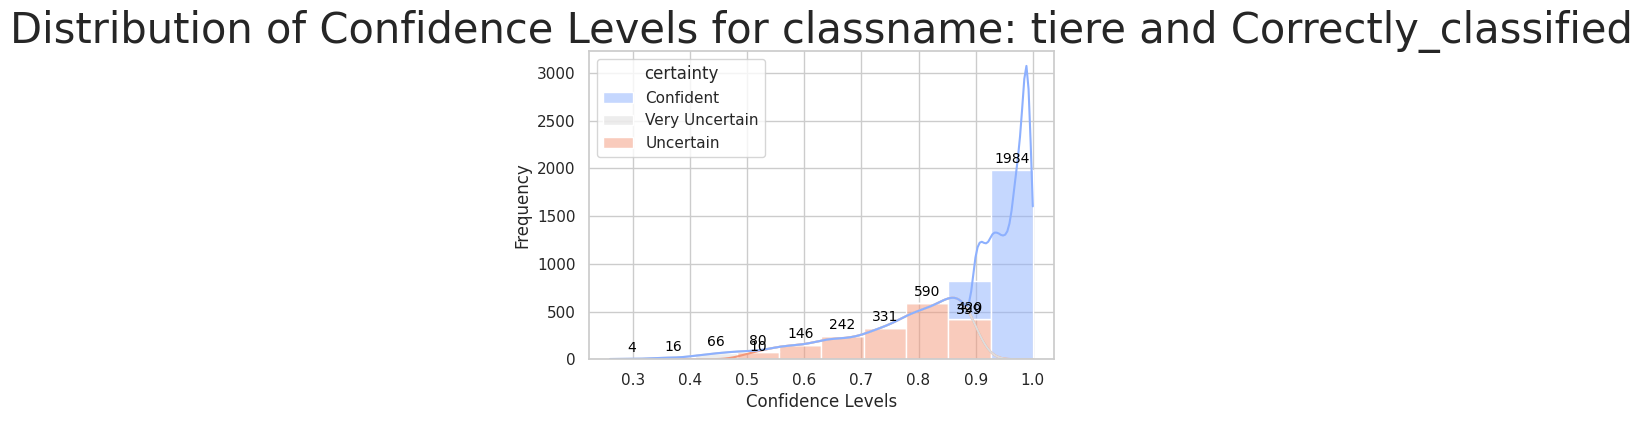 Distribution of Confidence Levels for classname: tiere and Correctly_classified
certainty
Confident
Very Uncertain
Uncertain
Frequency
3000
2500
2000
1500
1000
500
0
1984
590
420
331
242
146
80
10
66
16
4
0.3 0.4 0.5 0.6 0.7 0.8 0.9 1.0
Confidence Levels